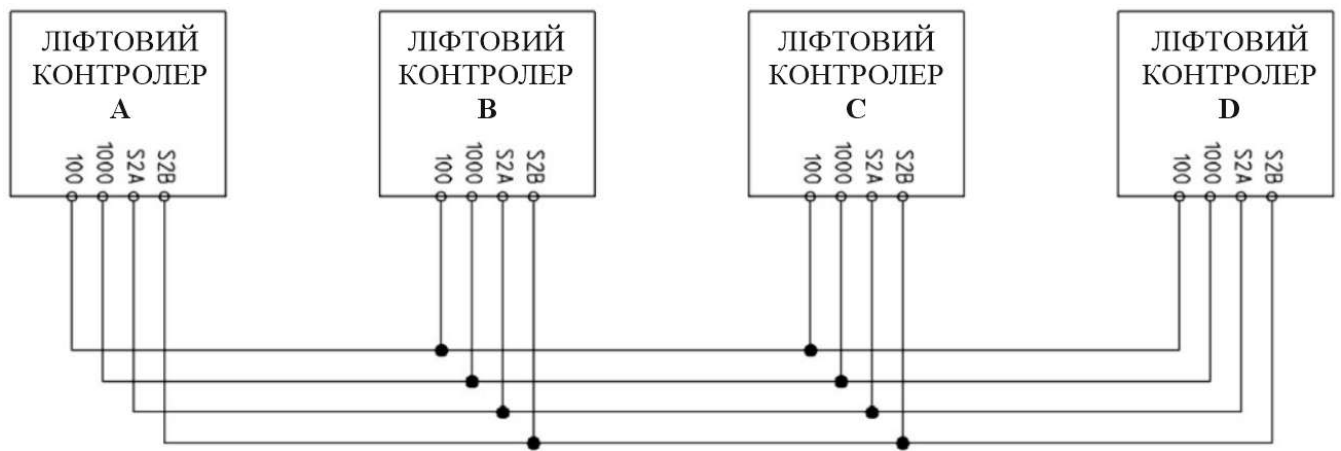 ЛІФТОВИЙ
КОНТРОЛЕР
A
100
1000
S2A
S2B
ЛІФТОВИЙ
КОНТРОЛЕР
B
100
1000
S2A
S2B
ЛІФТОВИЙ
КОНТРОЛЕР
C
100
1000
S2A
S2B
ЛІФТОВИЙ
КОНТРОЛЕР
D
100
1000
S2A
S2B